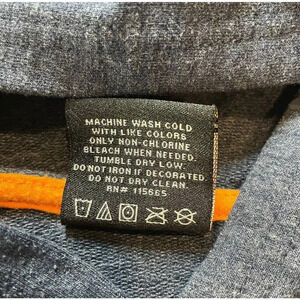 MACHINE WASH COLD
WITH LIKE COLORS
ONLY NON-CHLORINE
BLEACH WHEN NEEDED.
TUMBLE DRY LOW.
DO NOT IRON IF DECORATED.
DO NOT DRY CLEAN.
RN# 115665